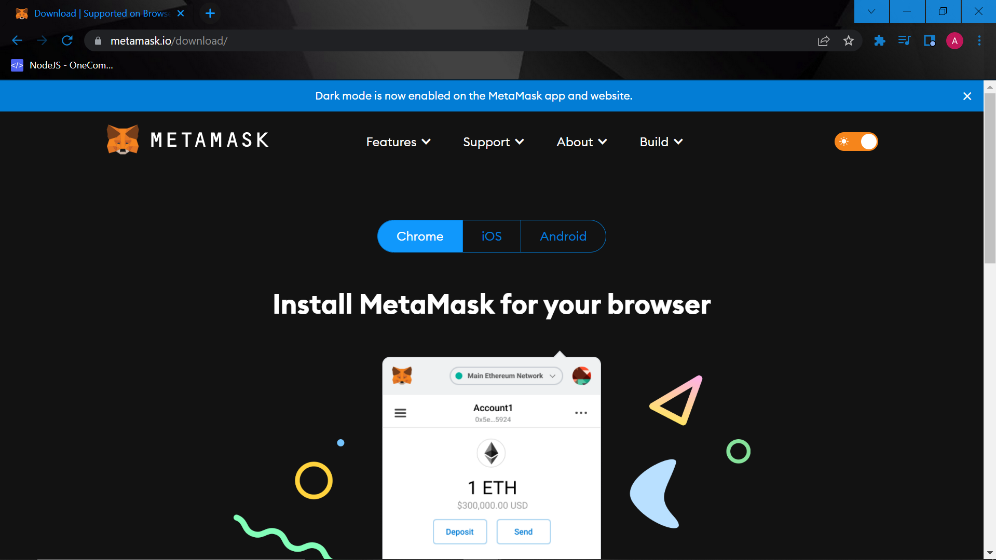 Download | Supported on Brows
metamask.io/download/
A
</> NodeJS - OneCom...
Dark mode is now enabled on the MetaMask app and website.
METAMASK
Features Support About Build
Chrome iOS Android
Install MetaMask for your browser
Main Ethereum Network
Account1
0x5e...5924
1 ETH
$300,000.00 USD
Deposit Send